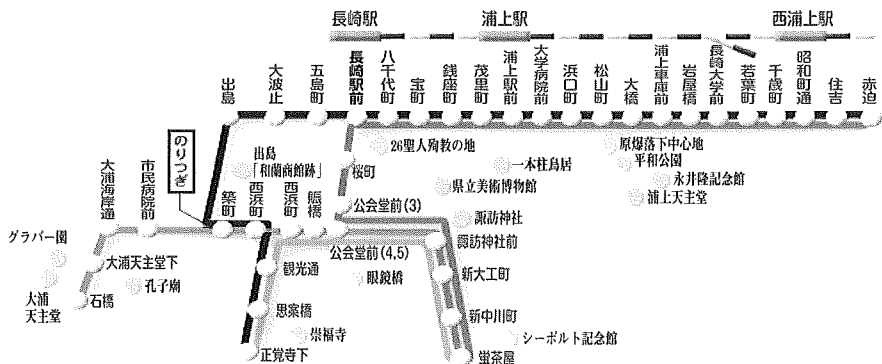 長崎駅
浦上駅
西浦上駅
出島
大波止
五島町
長崎駅前
八千代町
宝町
銭座町
茂里町
浦上駅前
大学病院前
浜口町
松山町
大橋
浦上車庫前
岩屋橋
長崎大学前
若葉町
千歳町
昭和町通
住吉
赤迫
のりつぎ
出島
「和蘭商館跡」
桜町
26聖人殉教の地
一本柱鳥居
県立美術博物館
原爆落下中心地
平和公園
永井隆記念館
浦上天主堂
大浦海岸通
市民病院前
築町
西浜町
西浜町
賑橋
公会堂前(3)
諏訪神社
公会堂前(4,5)
諏訪神社前
グラバー園
大浦天主堂下
観光通
眼鏡橋
新大工町
大浦
天主堂
石橋
孔子廟
思案橋
新中川町
崇福寺
シーボルト記念館
正覚寺下
蛍茶屋